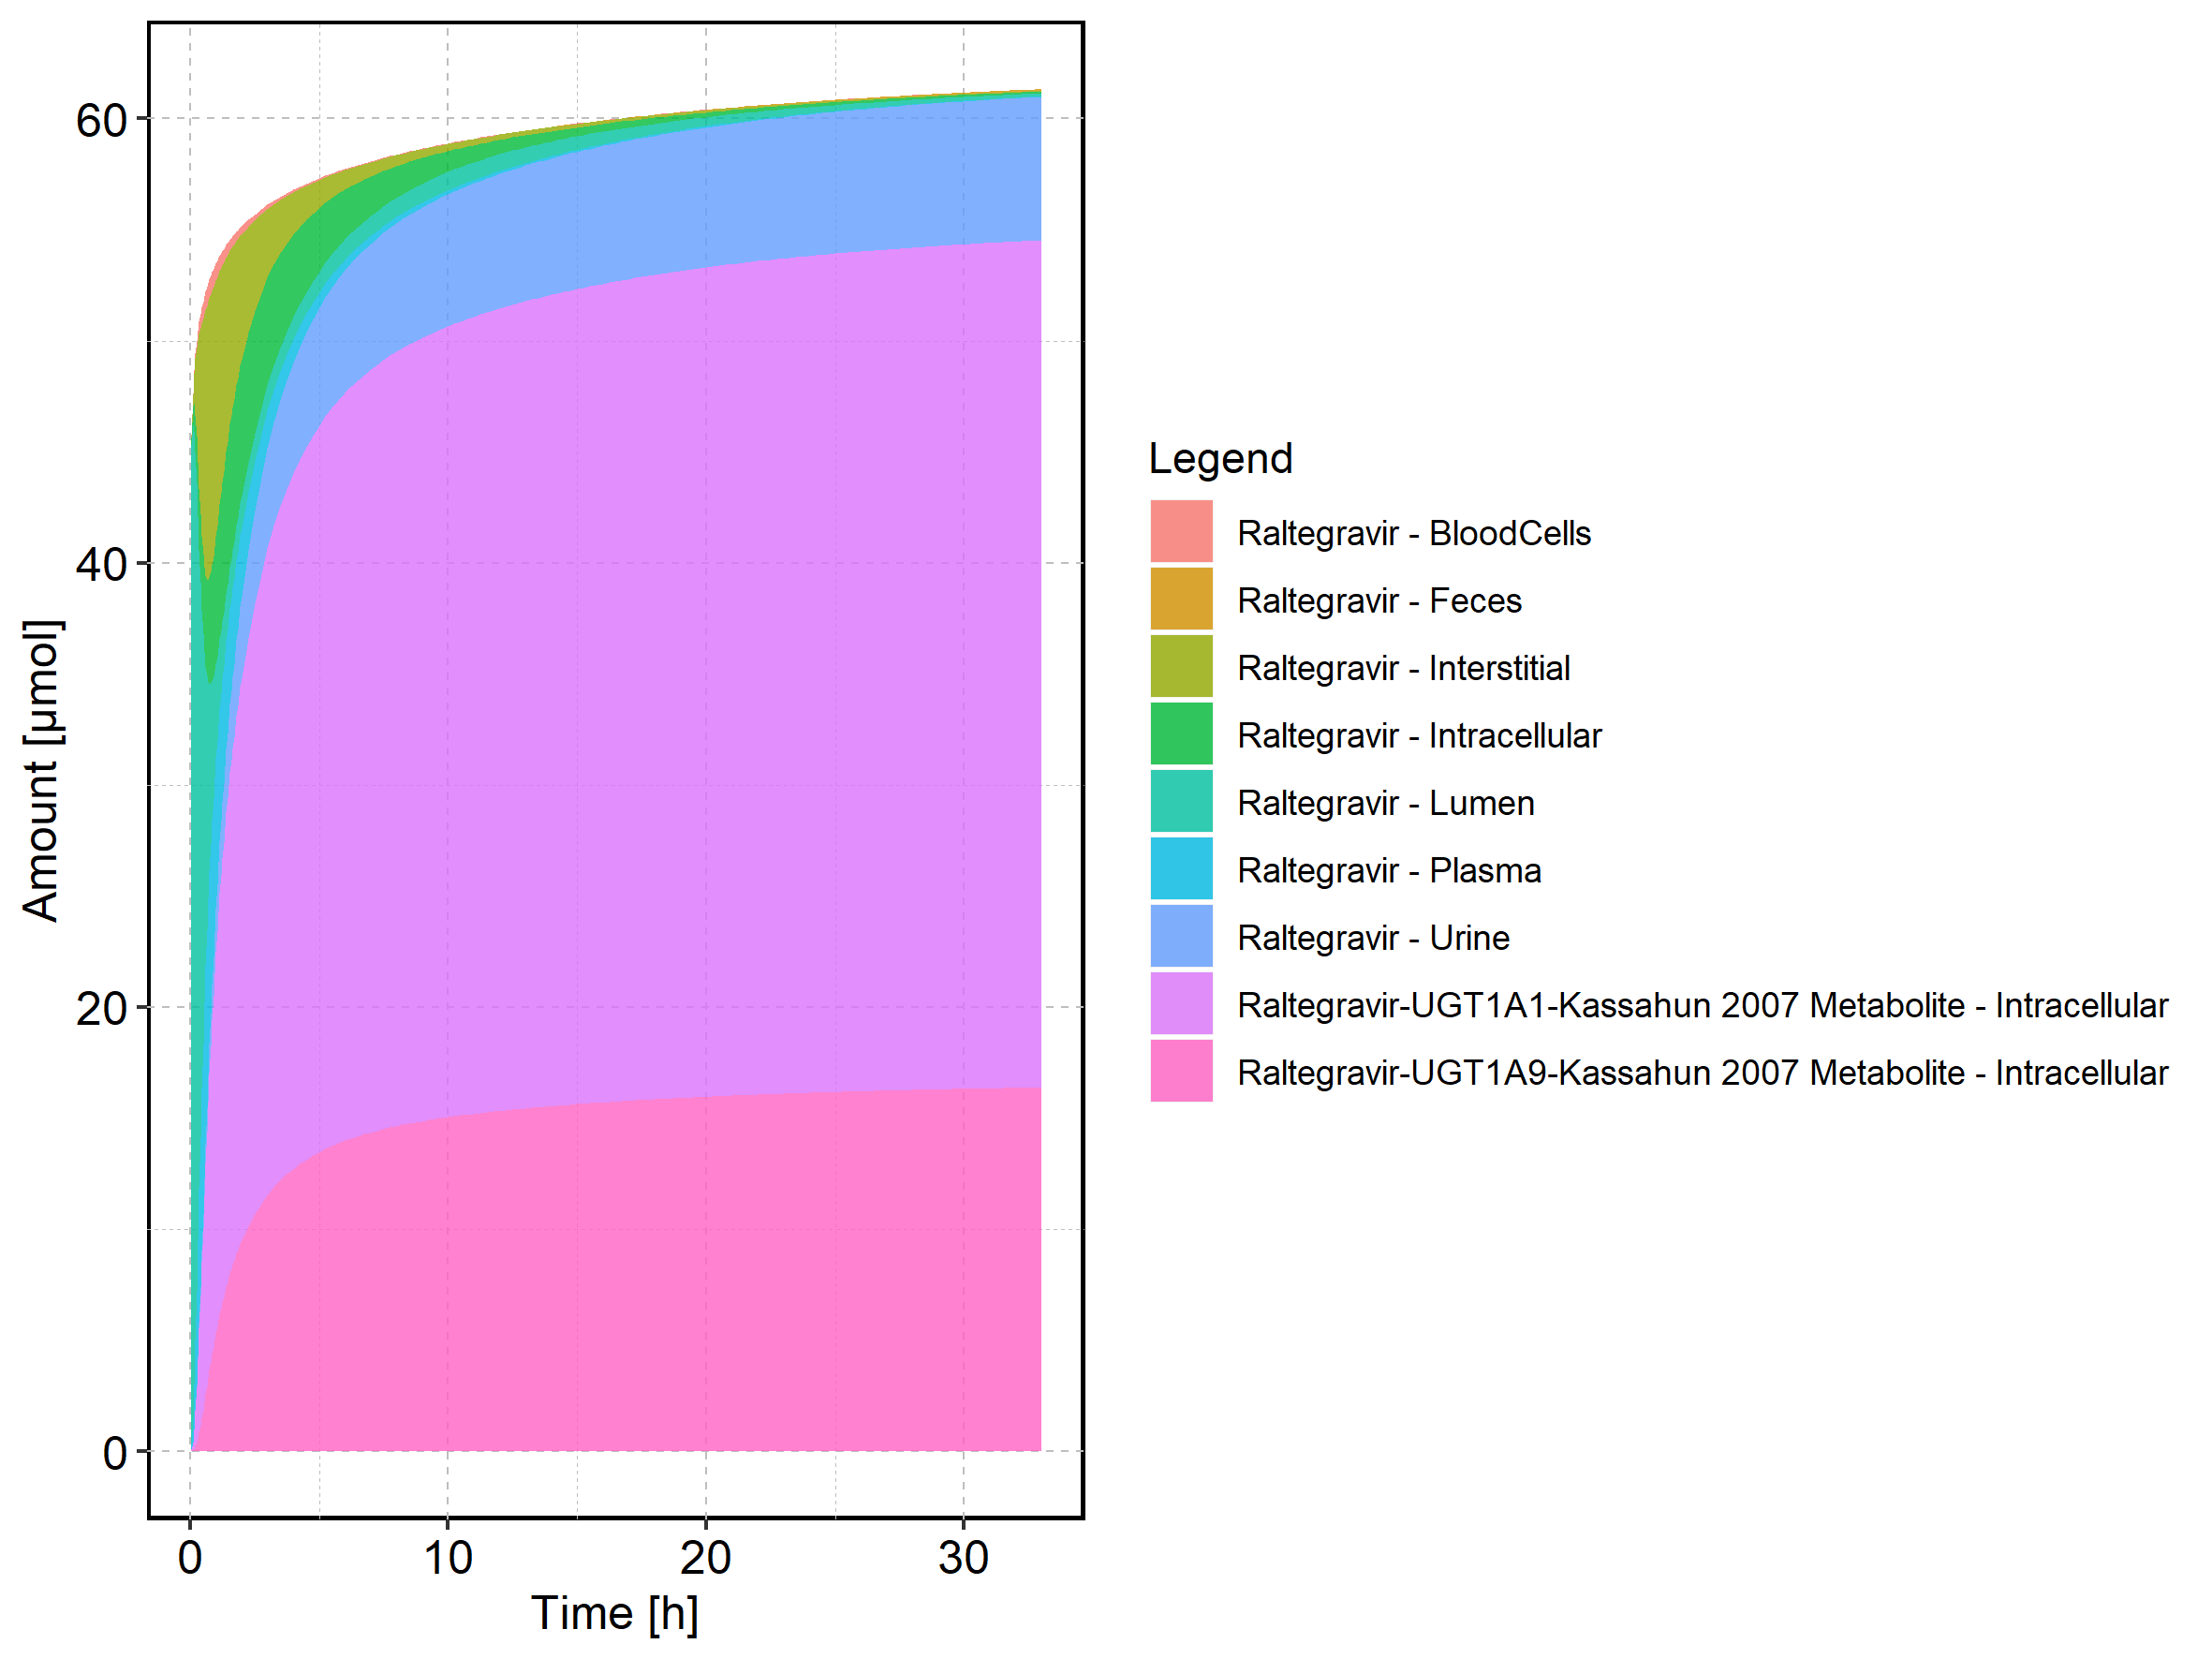 60
40
20
0
Amount [µmol]
0 10 20 30
Time [h]
Legend
Raltegravir - BloodCells
Raltegravir - Feces
Raltegravir - Interstitial
Raltegravir - Intracellular
Raltegravir - Lumen
Raltegravir - Plasma
Raltegravir - Urine
Raltegravir-UGT1A1-Kassahun 2007 Metabolite - Intracellular
Raltegravir-UGT1A9-Kassahun 2007 Metabolite - Intracellular